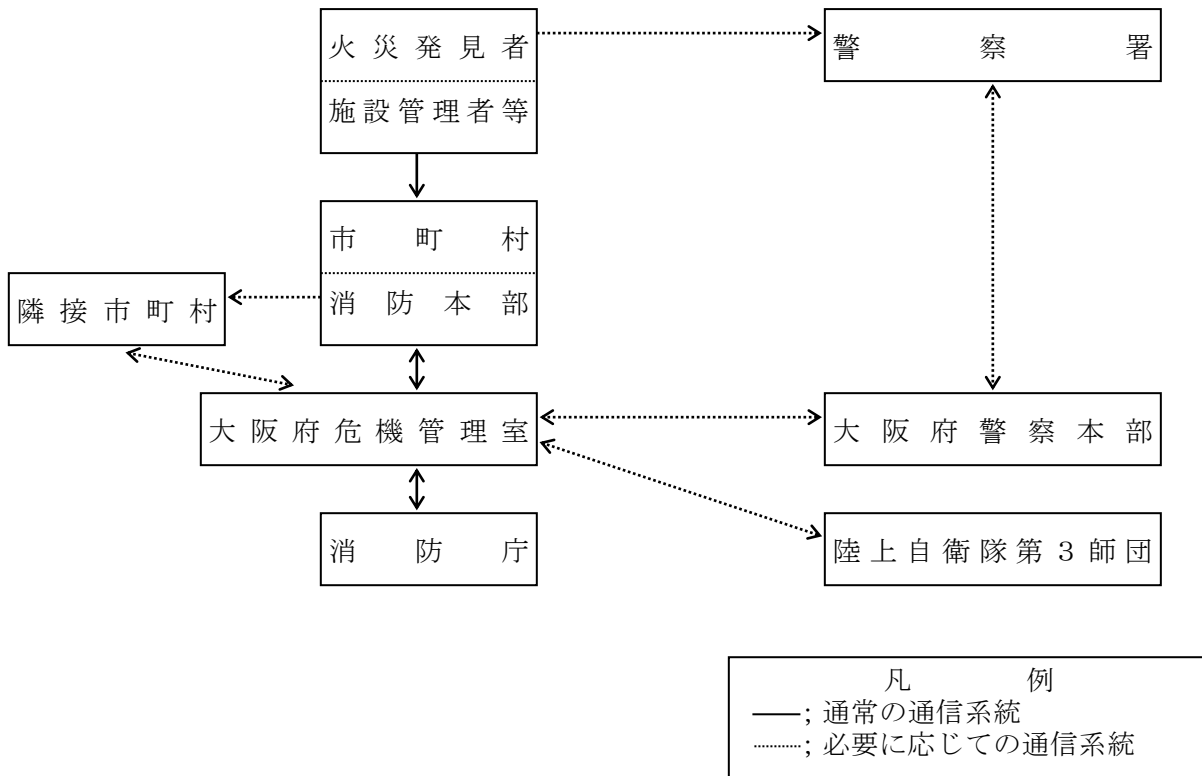 火災発見者
警察署
施設管理者等
市町村
消防本部
隣接市町村
大阪府危機管理室
大阪府警察本部
消防庁
陸上自衛隊第３師団
凡例
――; 通常の通信系統
………; 必要に応じての通信系統